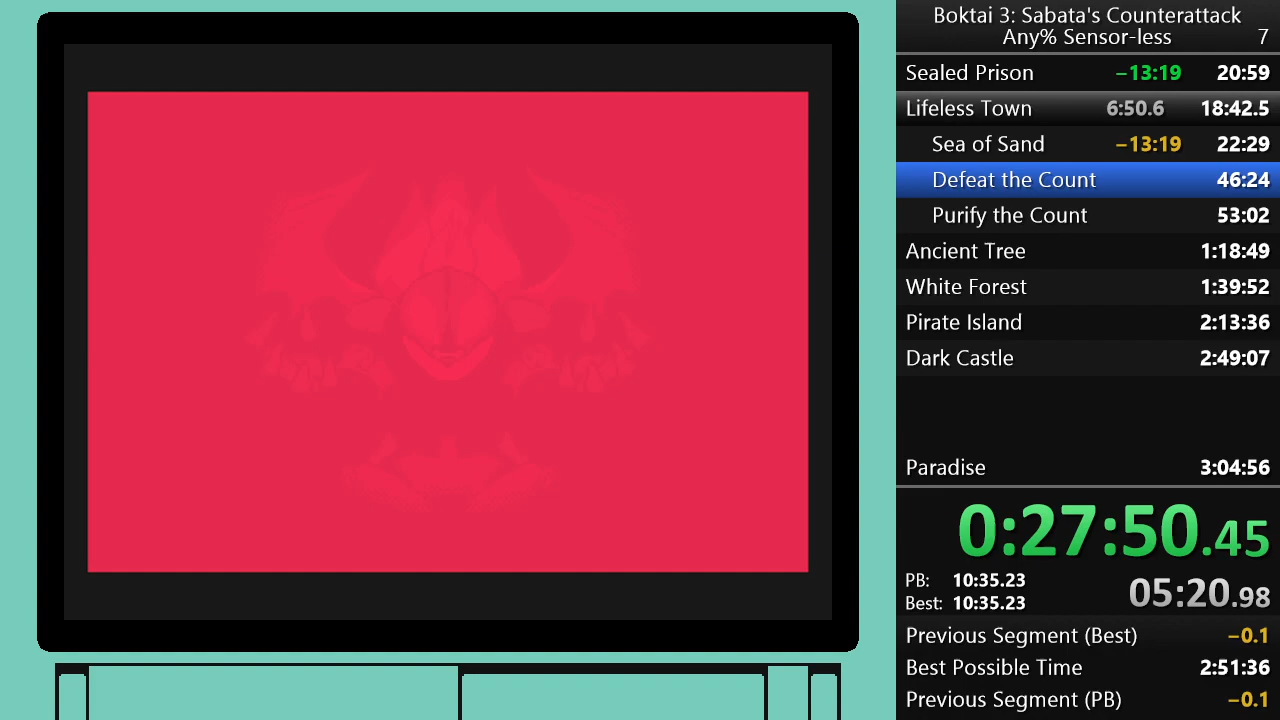 Boktai 3: Sabata's Counterattack
Any% Sensor-less 7
Sealed Prison −13:19 20:59
Lifeless Town 6:50.6 18:42.5
Sea of Sand −13:19 22:29
Defeat the Count 46:24
Purify the Count 53:02
Ancient Tree 1:18:49
White Forest 1:39:52
Pirate Island 2:13:36
Dark Castle 2:49:07
Paradise 3:04:56
0:27:50.45
PB: 10:35.23
05:20.98
Best: 10:35.23
Previous Segment (Best) −0.1
Best Possible Time 2:51:36
Previous Segment (PB) −0.1